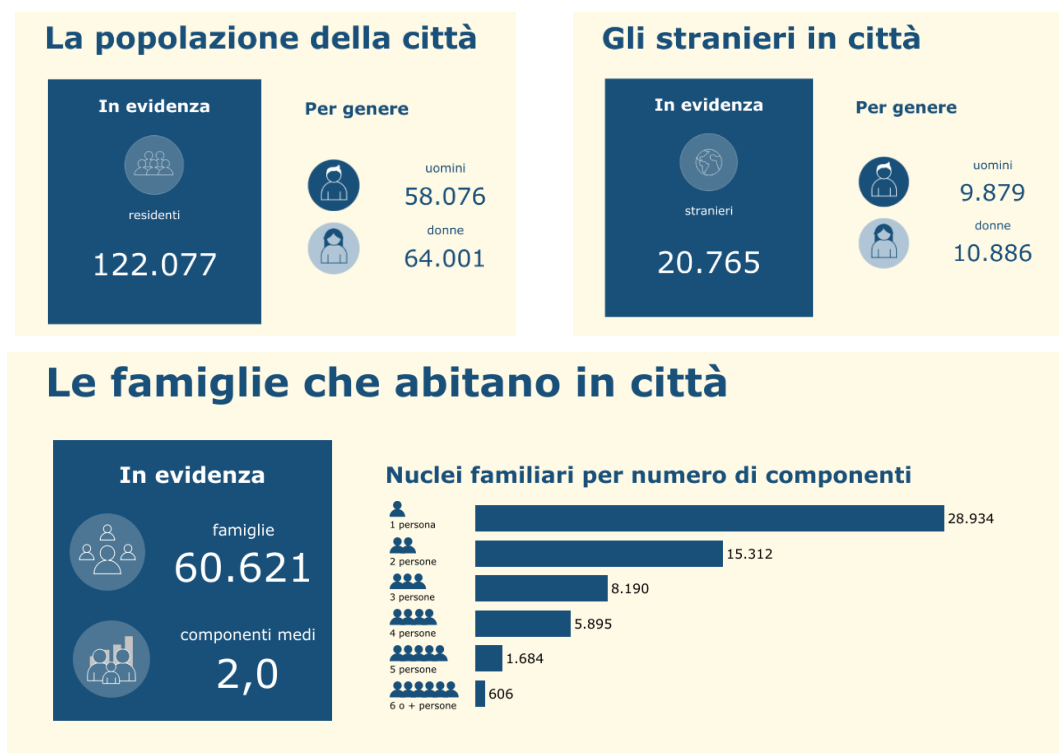 La popolazione della città
In evidenza
residenti
122.077
Per genere
uomini
58.076
donne
64.001
Gli stranieri in città
In evidenza
stranieri
20.765
Per genere
uomini
9.879
donne
10.886
Le famiglie che abitano in città
In evidenza
famiglie
60.621
componenti medi
2,0
Nuclei familiari per numero di componenti
1 persona
28.934
2 persone
15.312
3 persone
8.190
4 persone
5.895
5 persone
1.684
6 o + persone
606